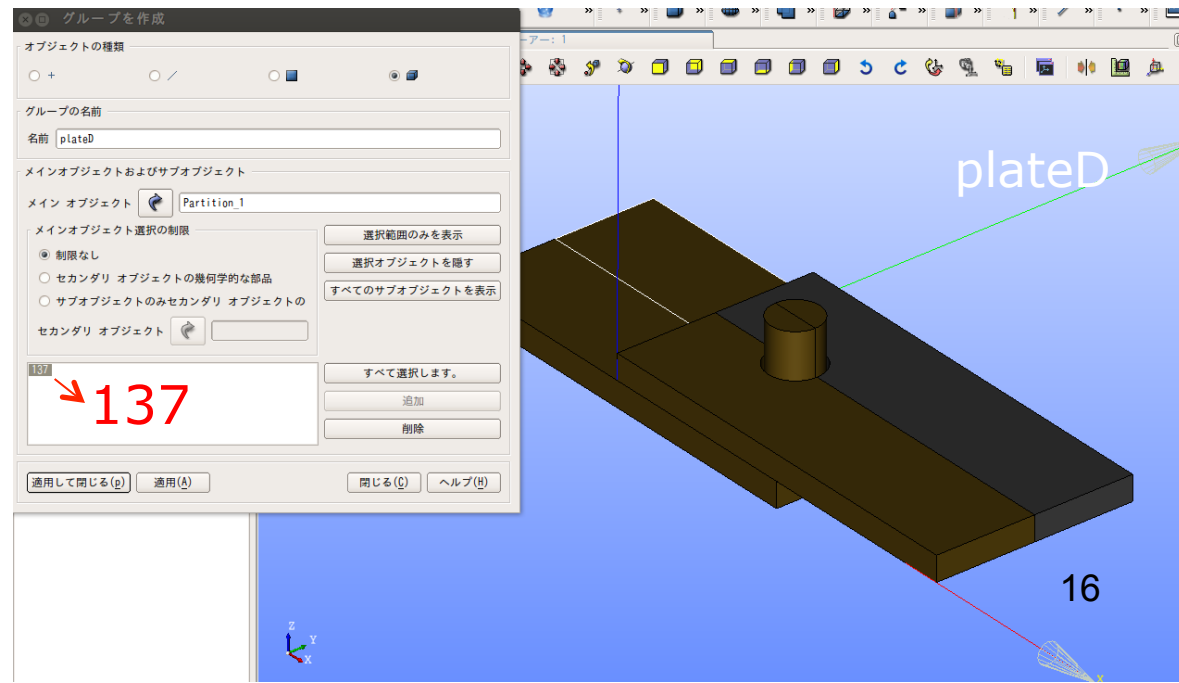 グループを作成
ーアー: 1
オブジェクトの種類
グループの名前
名前 plateD
メインオブジェクトおよびサブオブジェクト
メイン オブジェクト Partition_1
メインオブジェクト選択の制限
制限なし
セカンダリ オブジェクトの幾何学的な部品
サブオブジェクトのみセカンダリ オブジェクトの
セカンダリ オブジェクト
選択範囲のみを表示
選択オブジェクトを隠す
すべてのサブオブジェクトを表示
137
137
すべて選択します。
追加
削除
適用して閉じる(p)
適用(A)
閉じる(C)
ヘルプ(H)
plateD
16
Z
Y
X
X